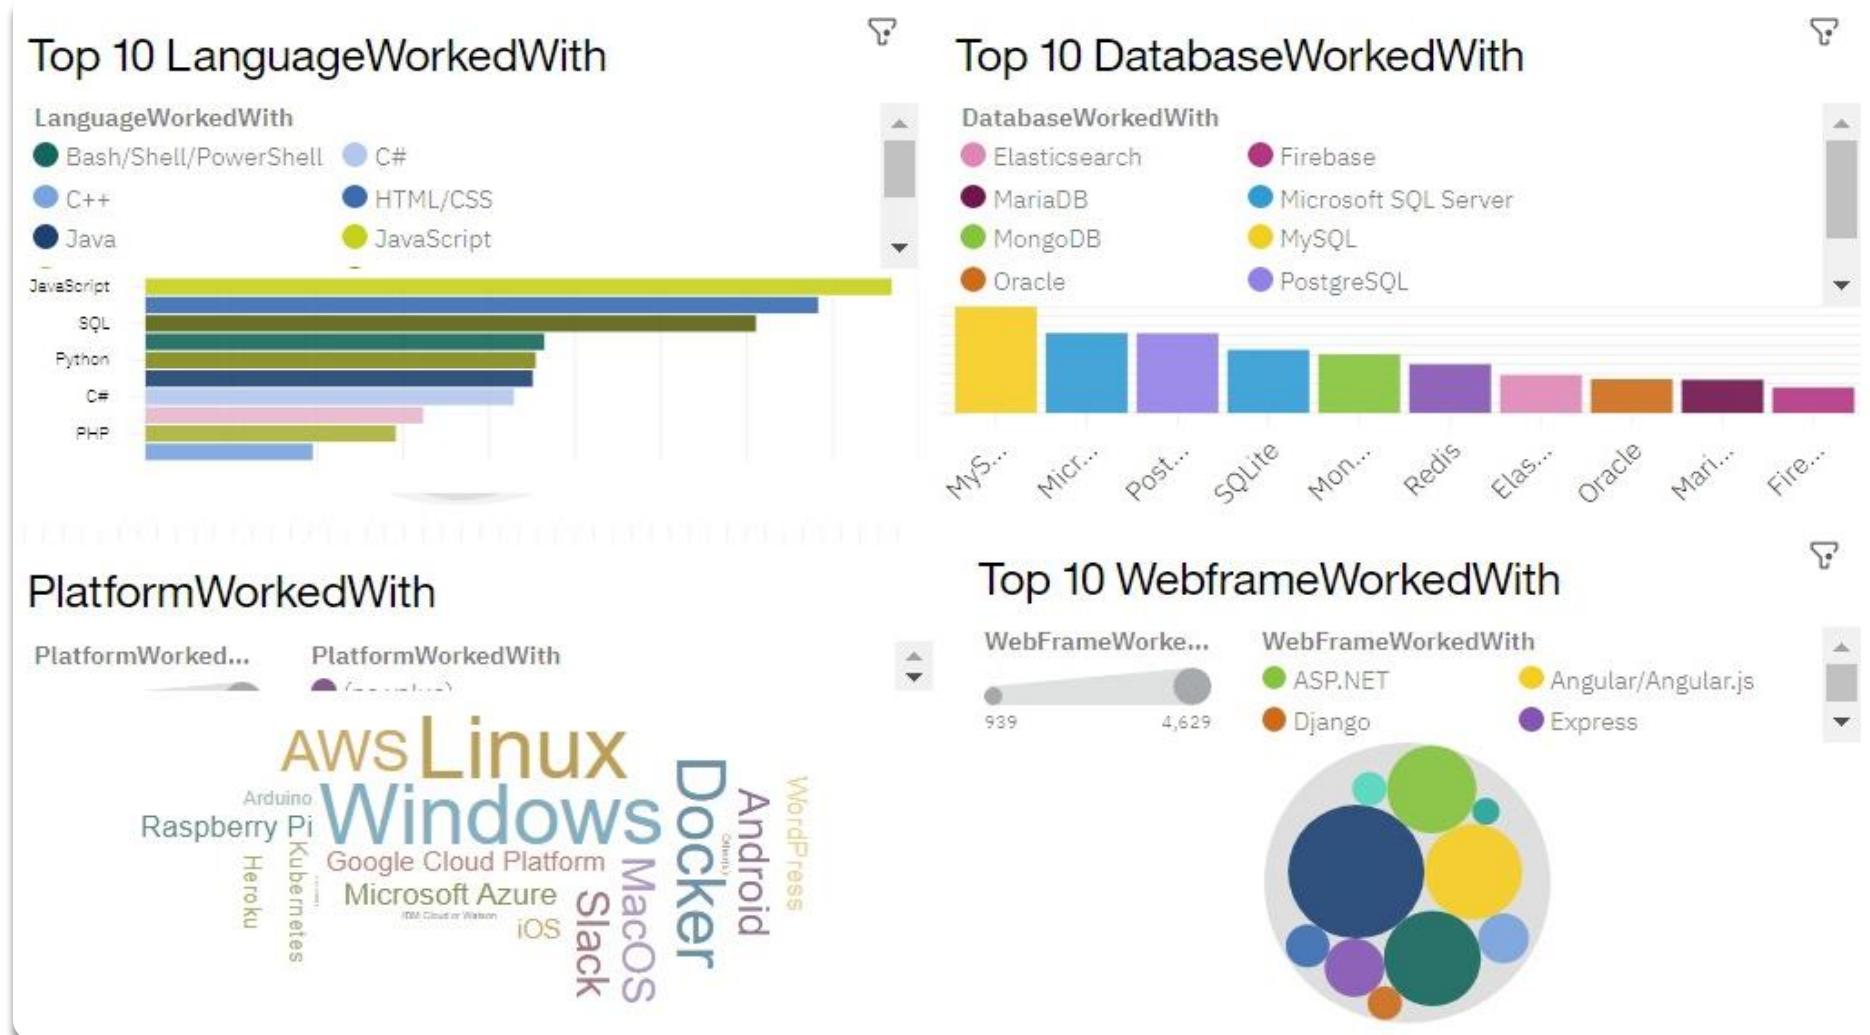 Top 10 LanguageWorkedWith
LanguageWorkedWith
Bash/Shell/PowerShell C#
C++ HTML/CSS
Java JavaScript
JavaScript
SQL
Python
C#
PHP
Top 10 DatabaseWorkedWith
DatabaseWorkedWith
Elasticsearch Firebase
MariaDB Microsoft SQL Server
MongoDB MySQL
Oracle PostgreSQL
MyS... Micr... Post... SQLite Mon... Redis Elas... Oracle Mari... Fire...
PlatformWorkedWith
PlatformWorked... PlatformWorkedWith
AWS
Linux
Arduino
Windows
Raspberry Pi
Docker
Android
WordPress
Heroku
Kubernetes
Google Cloud Platform
Microsoft Azure
IBM Cloud or Watson
iOS
Slack
MacOS
Top 10 WebframeWorkedWith
WebFrameWorke... WebFrameWorkedWith
ASP.NET Angular/Angular.js
939 4,629 Django Express